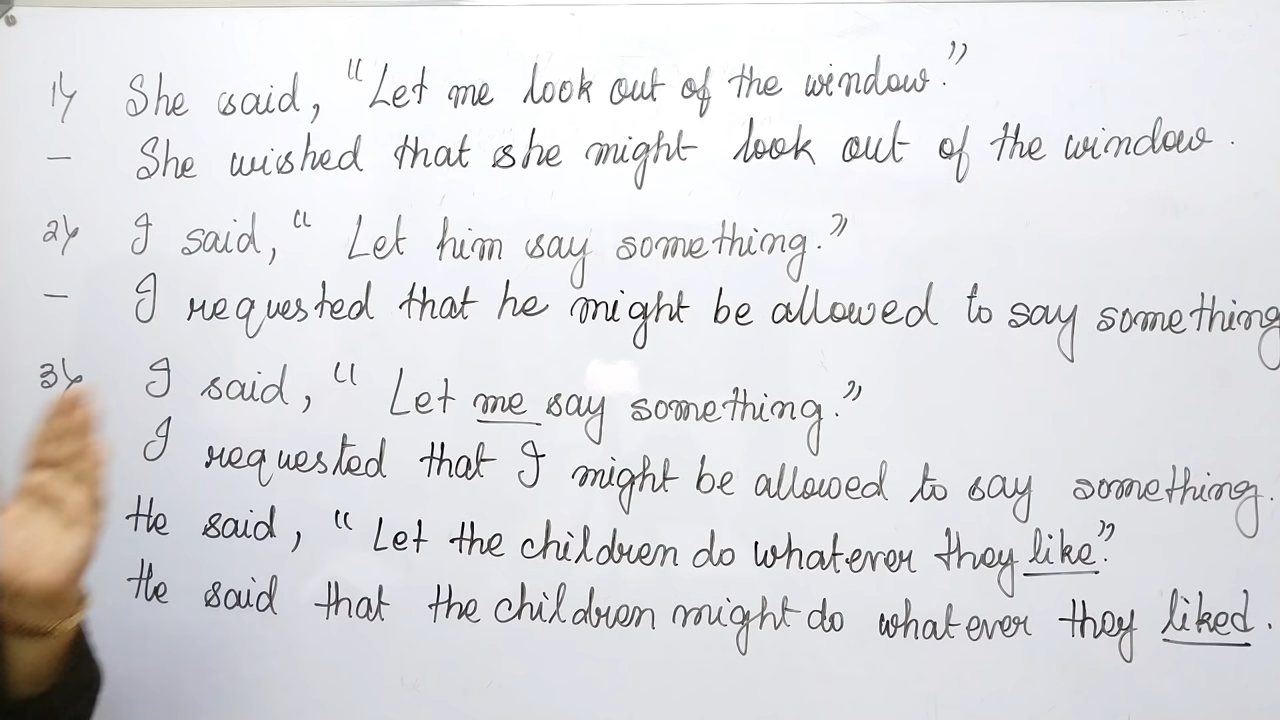 1) She said, "Let me look out of the window."
— She wished that she might look out of the window.
2) I said, "Let him say something."
— I requested that he might be allowed to say something
3) I said, "Let me say something."
I requested that I might be allowed to say something.
He said, "Let the children do whatever they like."
He said that the children might do whatever they liked.